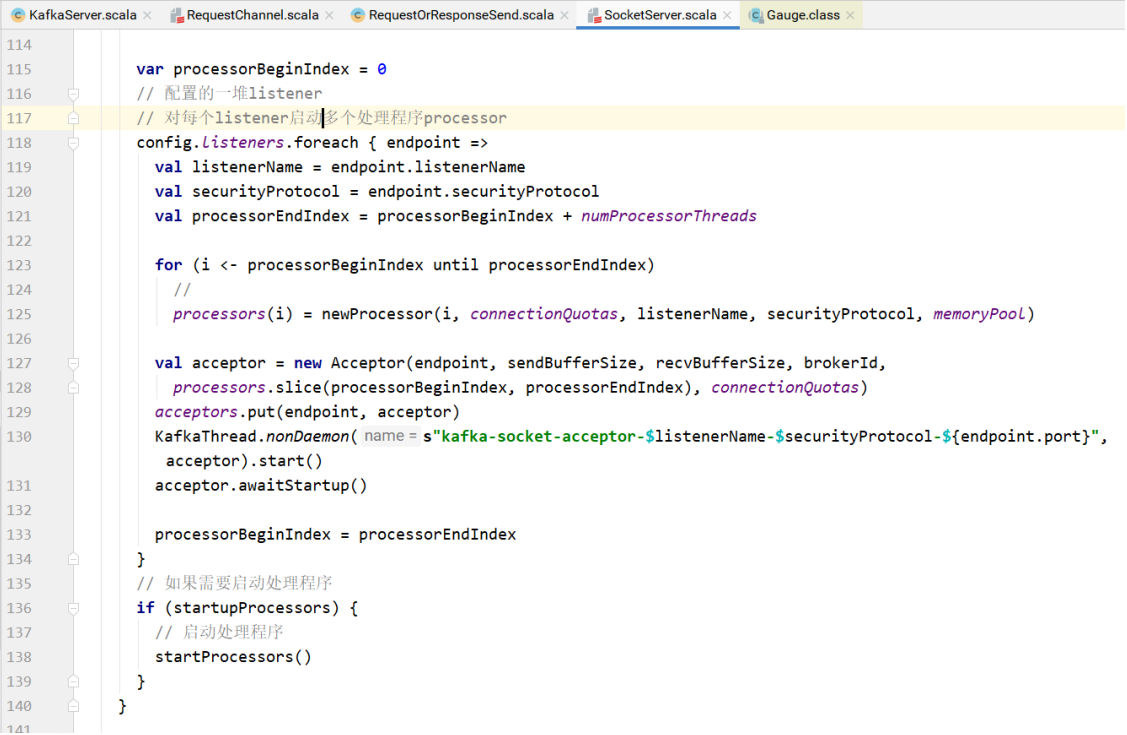 KafkaServer.scala × RequestChannel.scala × RequestOrResponseSend.scala × SocketServer.scala × Gauge.class ×
114
115 var processorBeginIndex = 0
116 // 配置的一堆listener
117 // 对每个listener启动多个处理程序processor
118 config.listeners.foreach { endpoint =>
119 val listenerName = endpoint.listenerName
120 val securityProtocol = endpoint.securityProtocol
121 val processorEndIndex = processorBeginIndex + numProcessorThreads
122
123 for (i <- processorBeginIndex until processorEndIndex)
124 //
125 processors(i) = newProcessor(i, connectionQuotas, listenerName, securityProtocol, memoryPool)
126
127 val acceptor = new Acceptor(endpoint, sendBufferSize, recvBufferSize, brokerId,
128 processors.slice(processorBeginIndex, processorEndIndex), connectionQuotas)
129 acceptors.put(endpoint, acceptor)
130 KafkaThread.nonDaemon( name = s"kafka-socket-acceptor-$listenerName-$securityProtocol-${endpoint.port}",
acceptor).start()
131 acceptor.awaitStartup()
132
133 processorBeginIndex = processorEndIndex
134 }
135 // 如果需要启动处理程序
136 if (startupProcessors) {
137 // 启动处理程序
138 startProcessors()
139 }
140 }
141